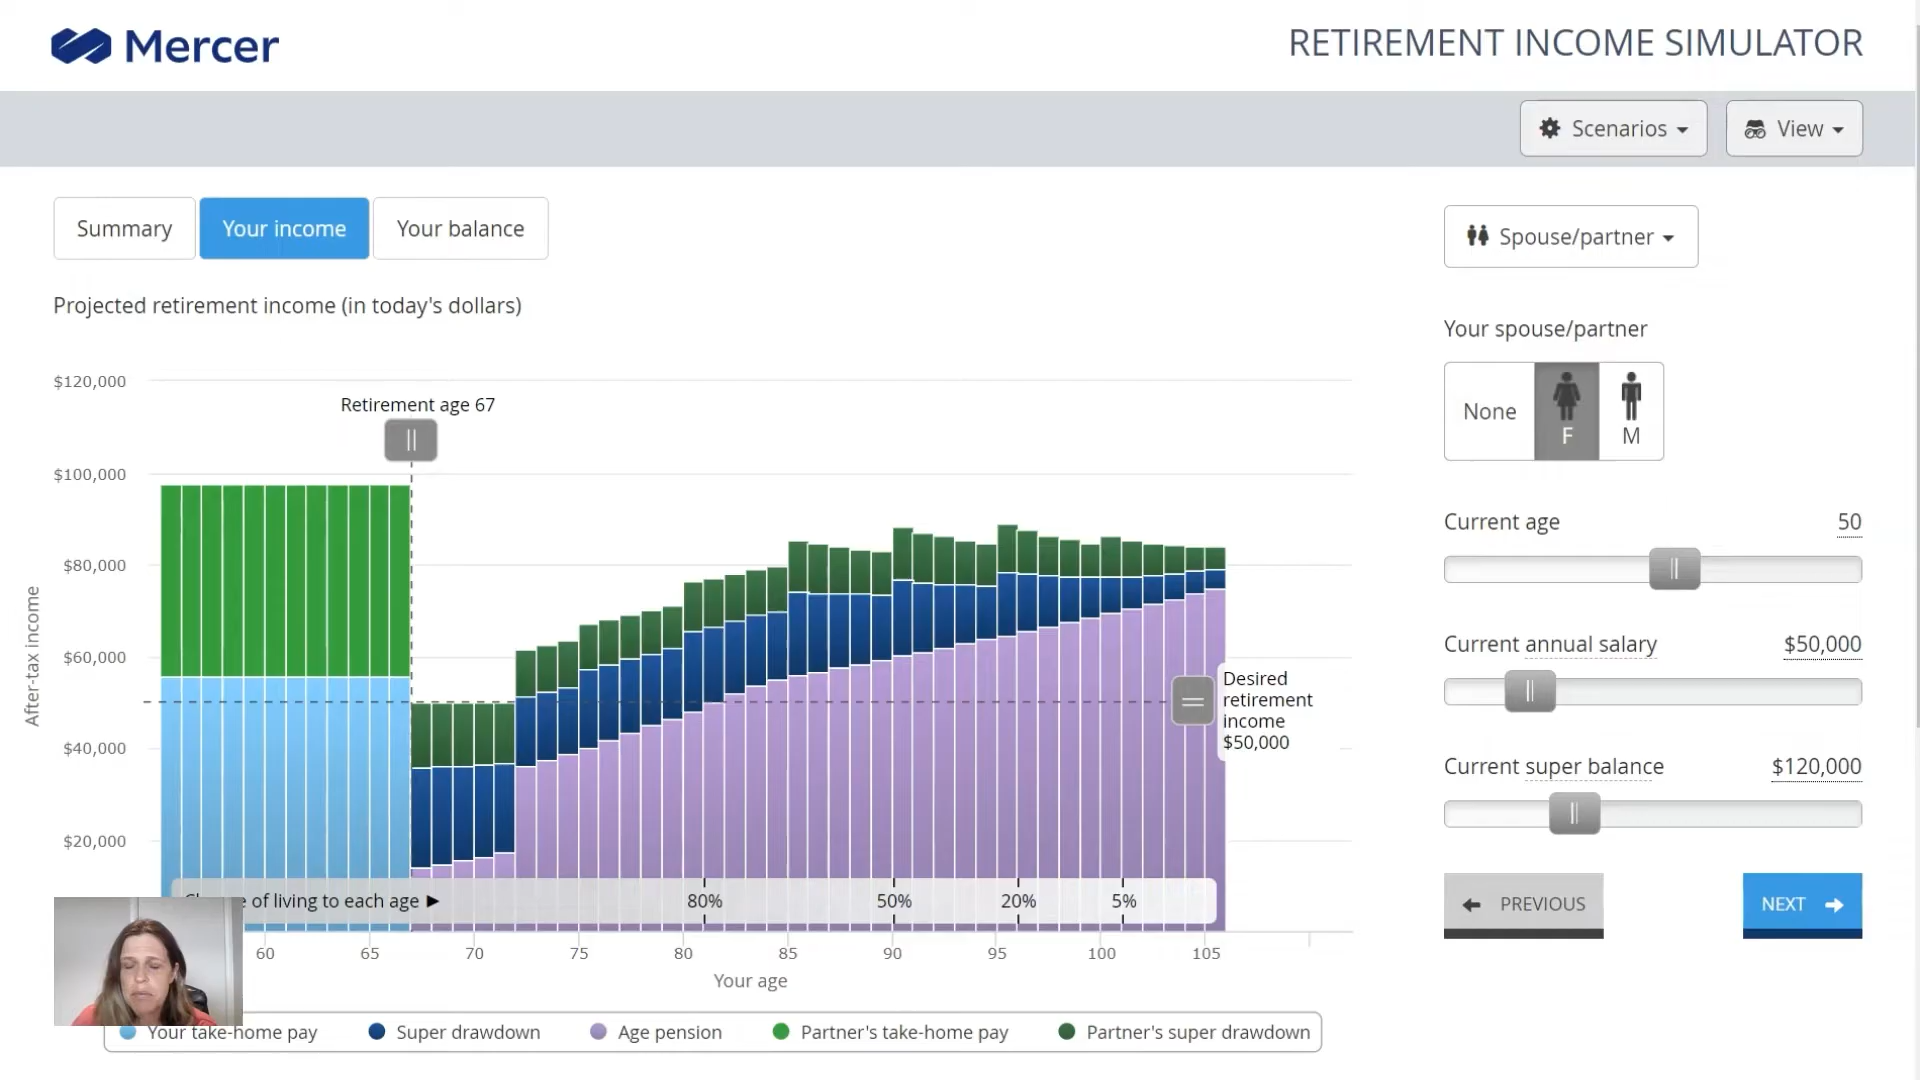 Mercer
RETIREMENT INCOME SIMULATOR
Scenarios
View
Summary
Your income
Your balance
Spouse/partner
Projected retirement income (in today's dollars)
Your spouse/partner
None
F
M
$120,000
$100,000
$80,000
$60,000
$40,000
$20,000
After-tax income
Retirement age 67
Desired
retirement
income
$50,000
of living to each age ►
80%
50%
20%
5%
60
65
70
75
80
85
90
95
100
105
Your age
Your take-home pay
Super drawdown
Age pension
Partner's take-home pay
Partner's super drawdown
Current age
50
Current annual salary
$50,000
Current super balance
$120,000
PREVIOUS
NEXT